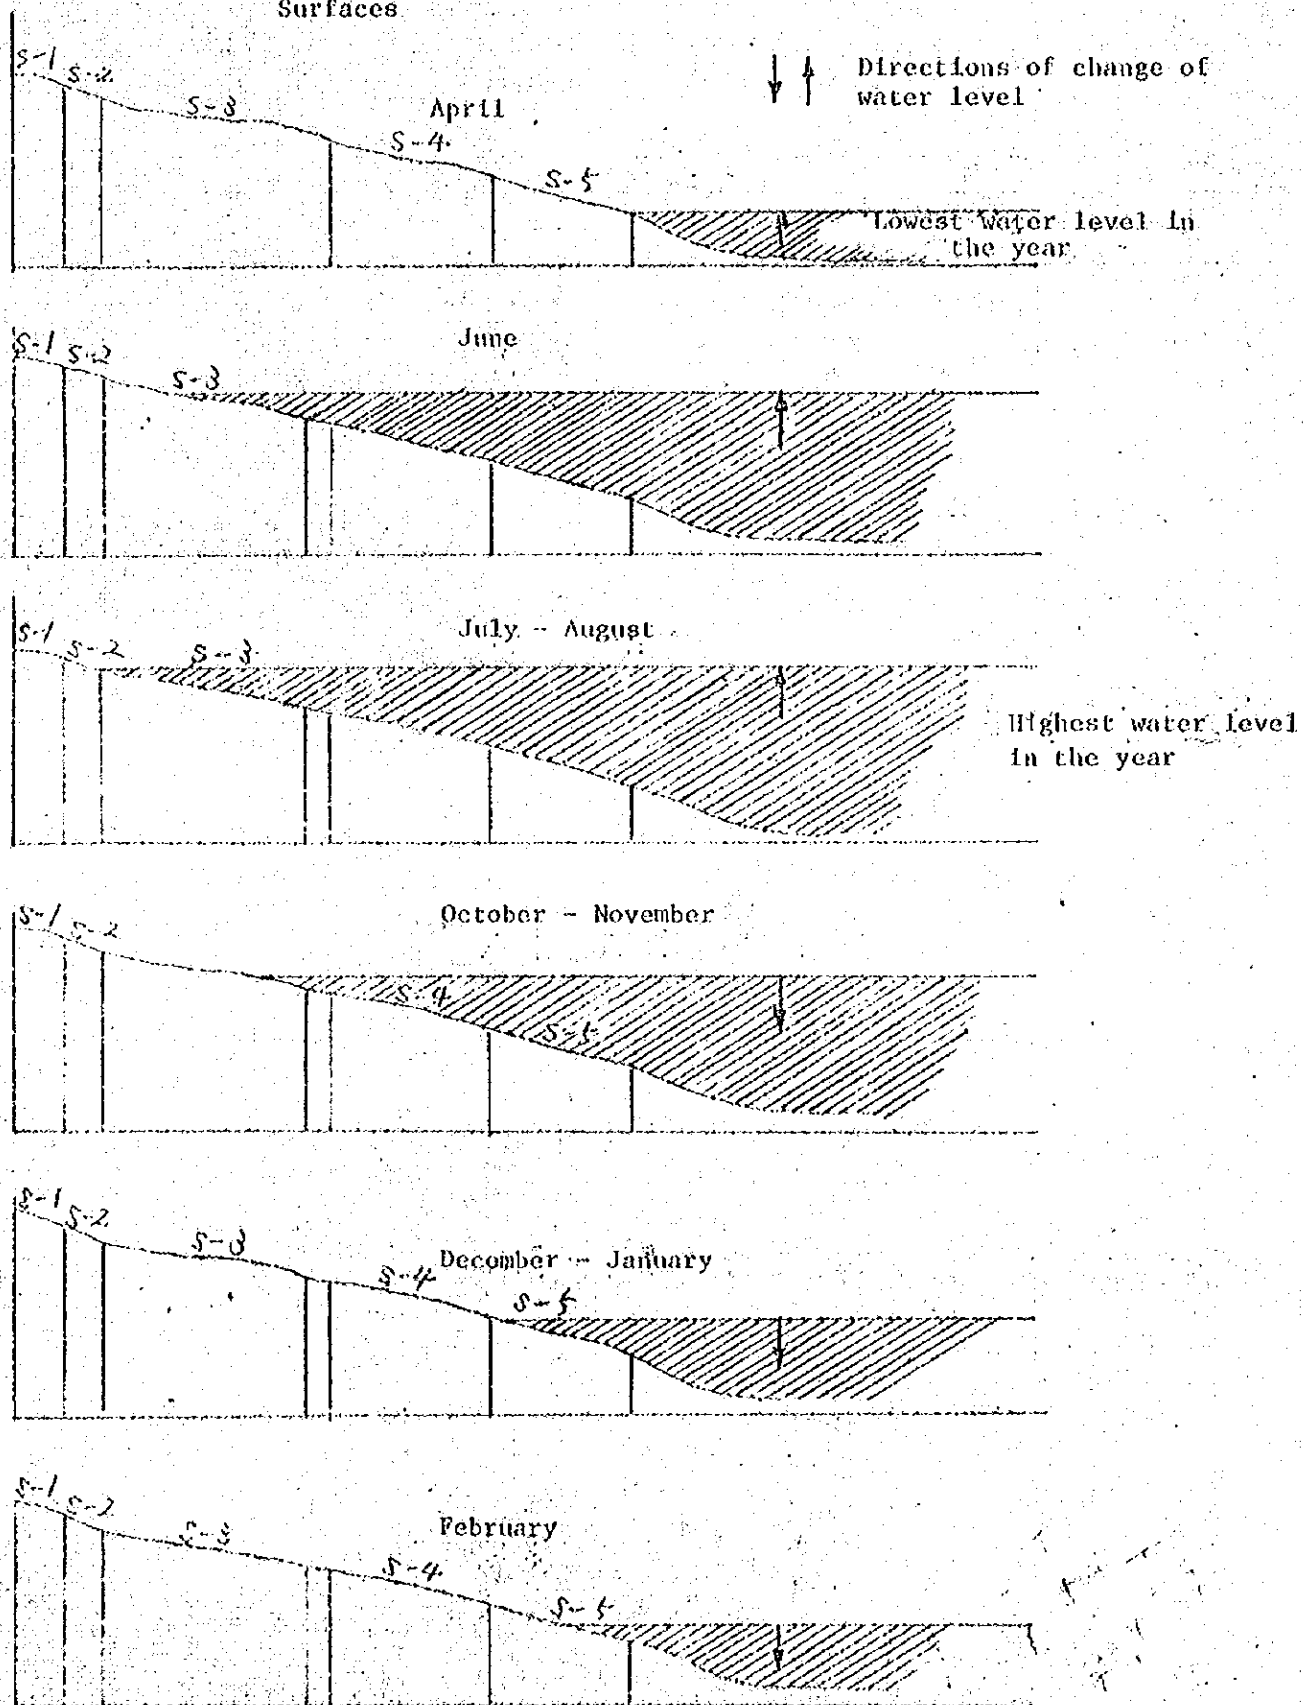 Surfaces
S-1
S-2
S-3
April
S-4
S-5
Directions of change of
water level
Lowest water level in
the year
June
S-1
S-2
S-3
July - August
S-1
S-2
S-3
Highest water level
in the year
October - November
S-1
S-2
S-4
S-5
December - January
S-1
S-2
S-3
S-4
S-5
February
S-1
S-2
S-3
S-4
S-5